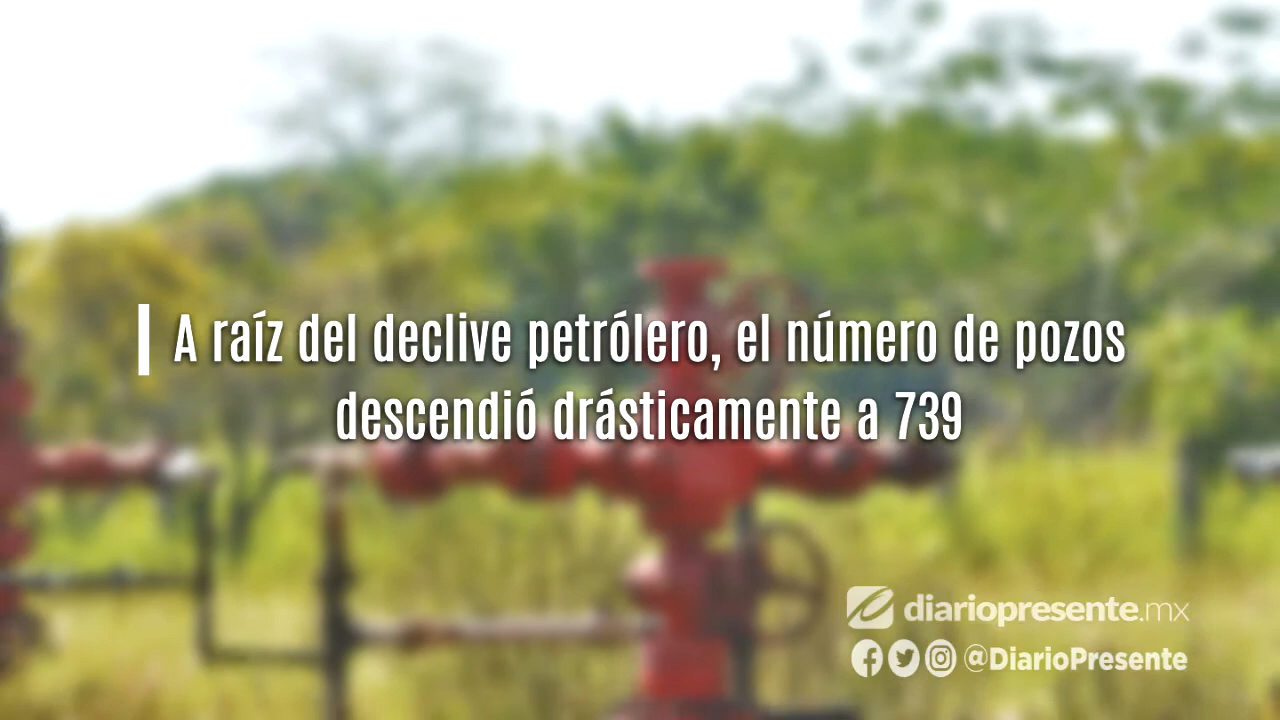 A raíz del declive petrólero, el número de pozos
descendió drásticamente a 739
diariopresente.mx
@DiarioPresente